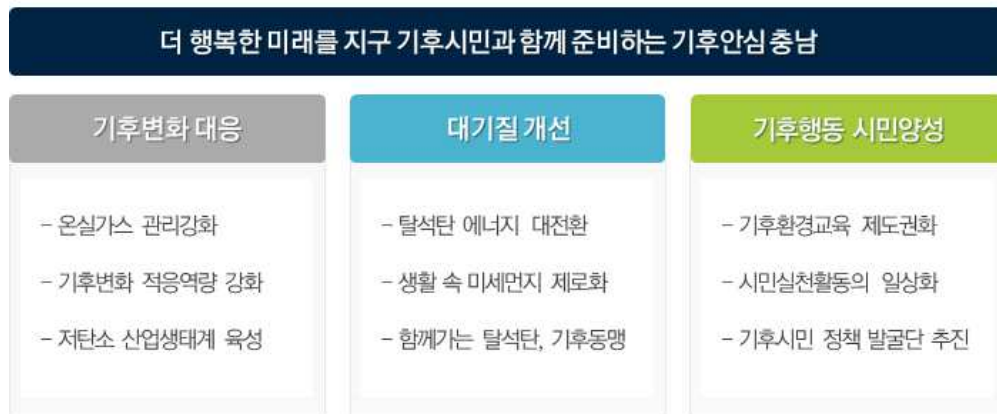 더 행복한 미래를 지구 기후시민과 함께 준비하는 기후안심 충남
기후변화 대응
- 온실가스 관리강화
- 기후변화 적응역량 강화
- 저탄소 산업생태계 육성
대기질 개선
- 탈석탄 에너지 대전환
- 생활 속 미세먼지 제로화
- 함께가는 탈석탄, 기후동맹
기후행동 시민양성
- 기후환경교육 제도권화
- 시민실천활동의 일상화
- 기후시민 정책 발굴단 추진